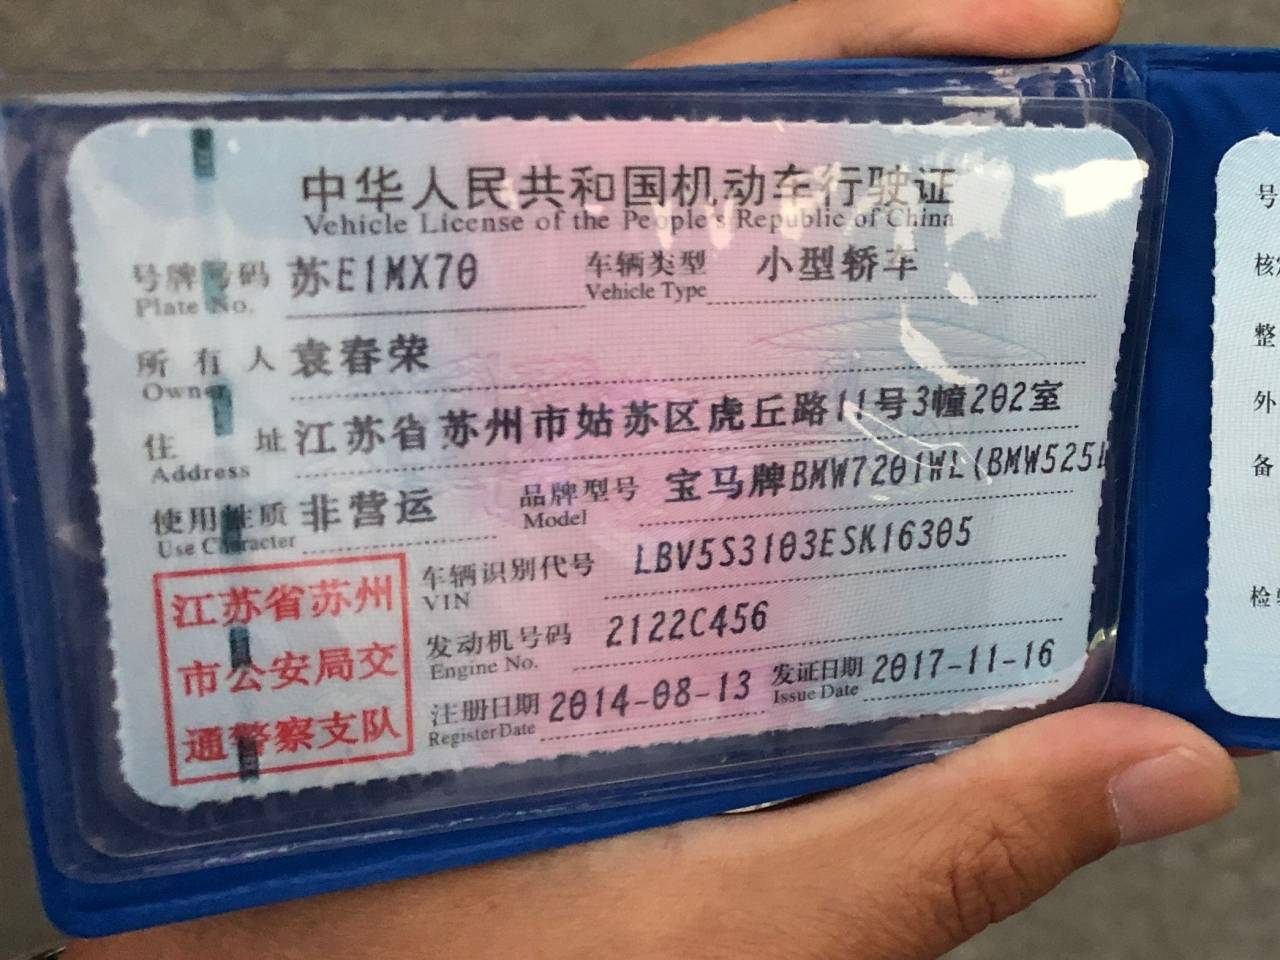 中华人民共和国机动车行驶证
Vehicle License of the People's Republic of China
号牌号码 苏E1MX70 车辆类型 小型轿车
Plate No. Vehicle Type
所有人 袁春荣
Owner
住址 江苏省苏州市姑苏区虎丘路11号3幢202室
Address
使用性质 非营运 品牌型号 宝马牌BMW7201WL(BMW525L
Use Character Model
车辆识别代号 LBV5S3103ESK16305
VIN
发动机号码 2122C456
Engine No.
注册日期 2014-08-13 发证日期 2017-11-16
Register Date Issue Date
江苏省苏州
市公安局交
通警察支队
号
核
整
外
备
检